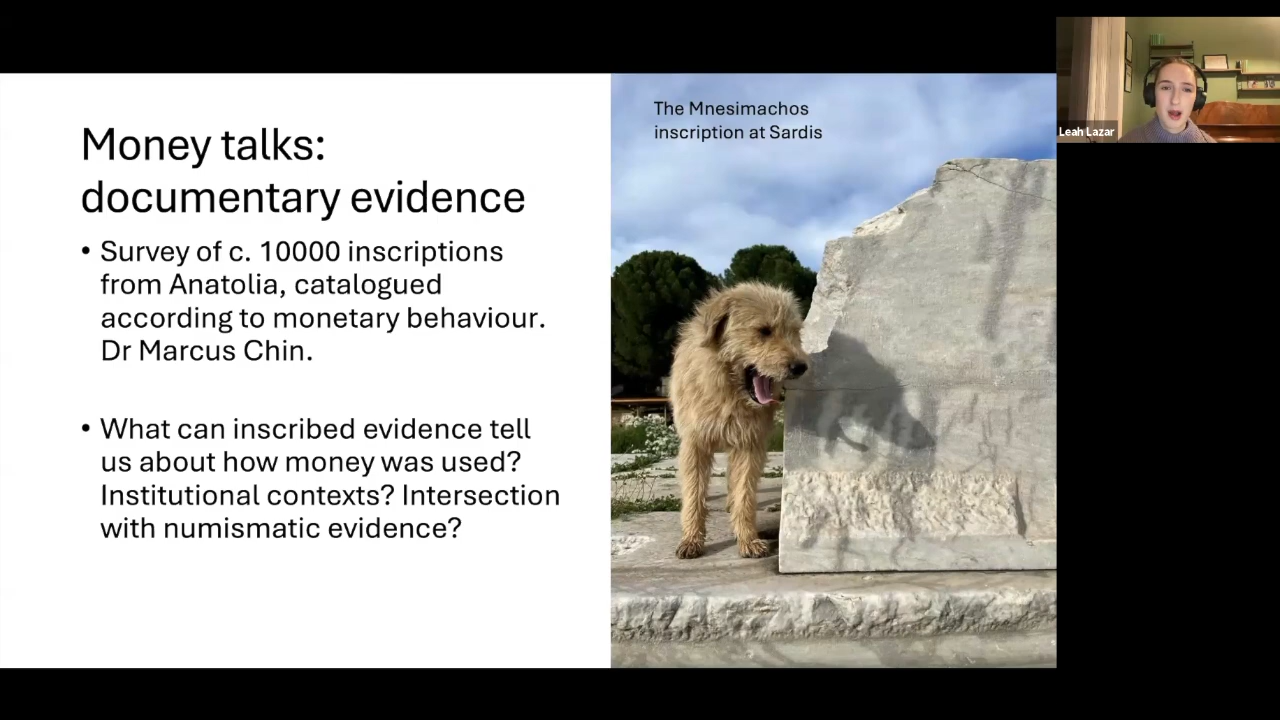 Money talks:
documentary evidence
• Survey of c. 10000 inscriptions
from Anatolia, catalogued
according to monetary behaviour.
Dr Marcus Chin.
• What can inscribed evidence tell
us about how money was used?
Institutional contexts? Intersection
with numismatic evidence?
The Mnesimachos
inscription at Sardis
Leah Lazar